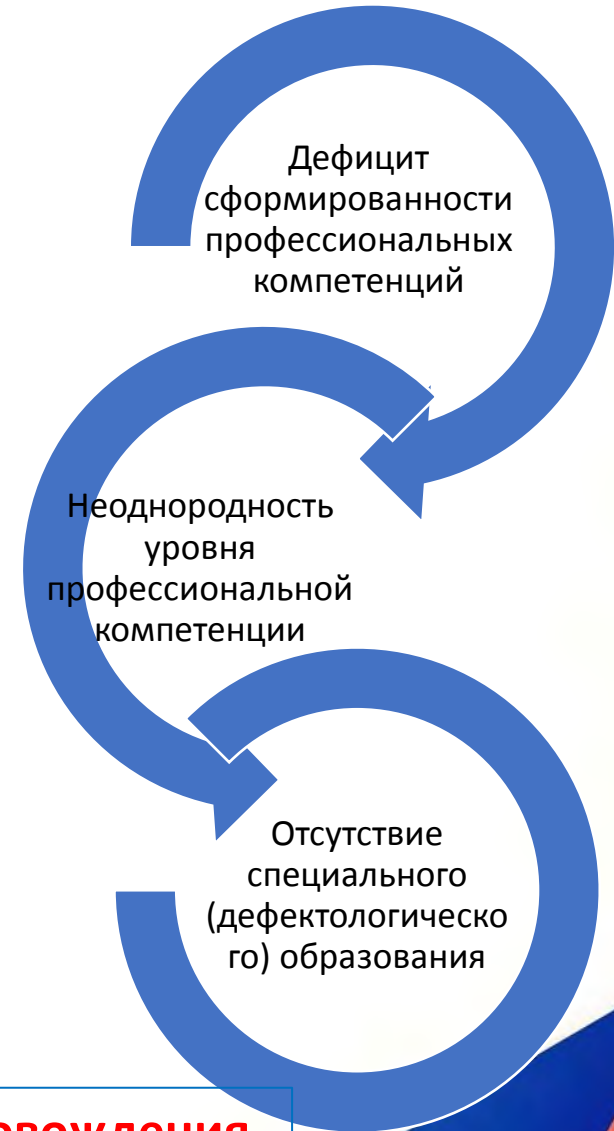 Дефицит
сформированности
профессиональных
компетенций
Неоднородность
уровня
профессиональной
компетенции
Отсутствие
специального
(дефектологическо
го) образования